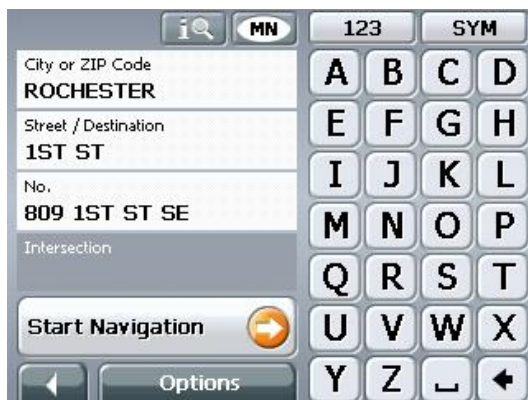 MN
City or ZIP Code
ROCHESTER
Street / Destination
1ST ST
No.
809 1ST ST SE
Intersection
Start Navigation
Options
123 SYM
A B C D
E F G H
I J K L
M N O P
Q R S T
U V W X
Y Z